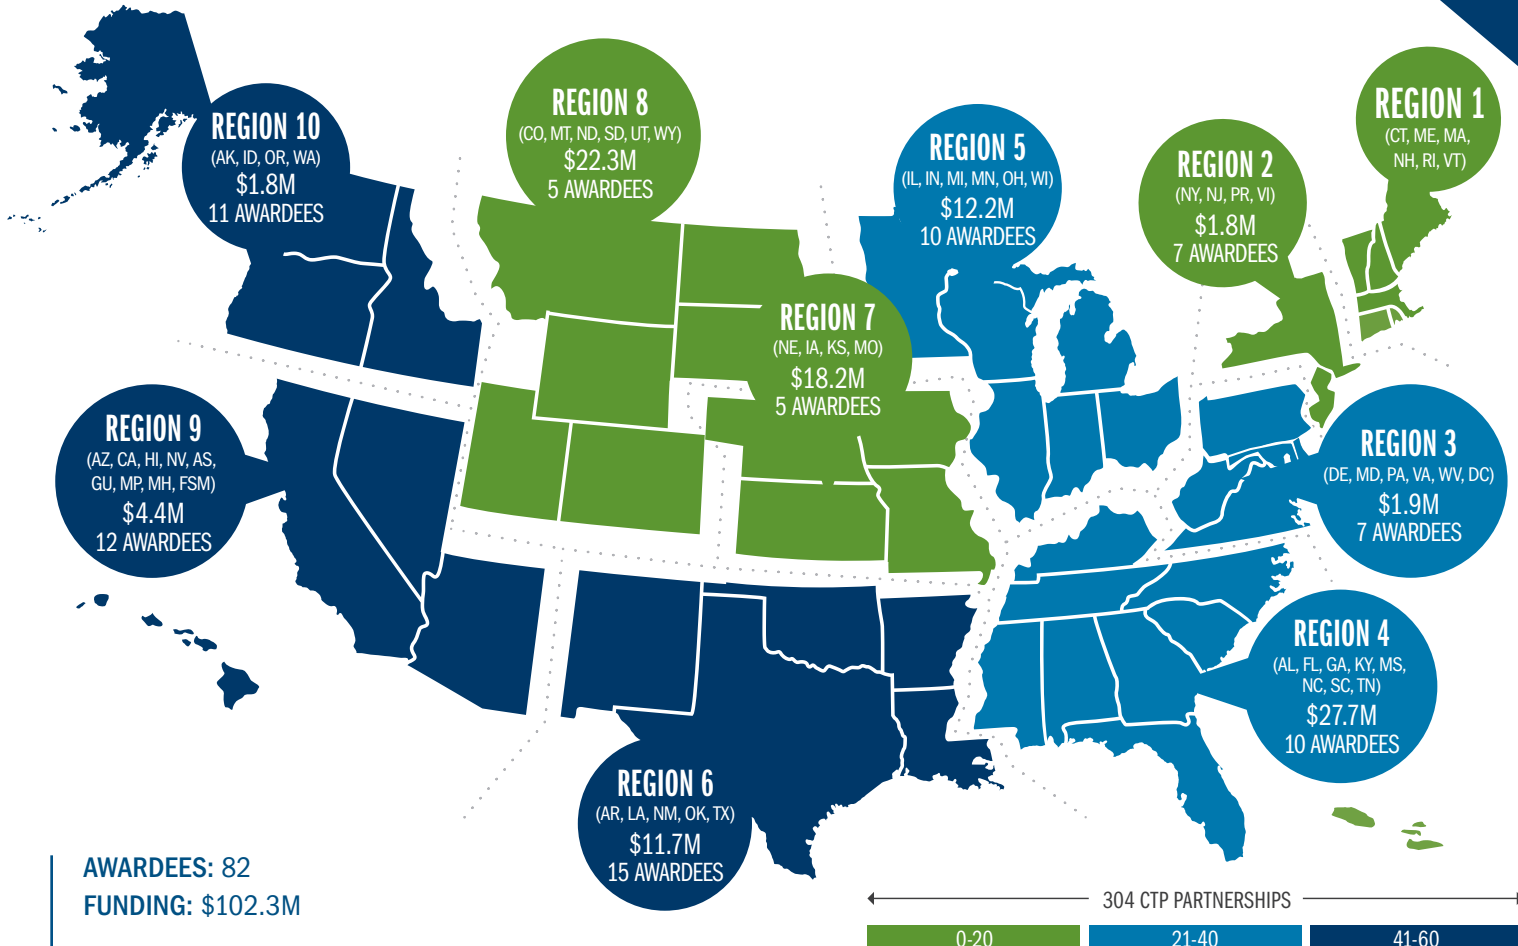 REGION 10
(AK, ID, OR, WA)
$1.8M
11 AWARDEES
REGION 8
(CO, MT, ND, SD, UT, WY)
$22.3M
5 AWARDEES
REGION 5
(IL, IN, MI, MN, OH, WI)
$12.2M
10 AWARDEES
REGION 2
(NY, NJ, PR, VI)
$1.8M
7 AWARDEES
REGION 1
(CT, ME, MA,
NH, RI, VT)
REGION 7
(NE, IA, KS, MO)
$18.2M
5 AWARDEES
REGION 9
(AZ, CA, HI, NV, AS,
GU, MP, MH, FSM)
$4.4M
12 AWARDEES
REGION 3
(DE, MD, PA, VA, WV, DC)
$1.9M
7 AWARDEES
REGION 4
(AL, FL, GA, KY, MS,
NC, SC, TN)
$27.7M
10 AWARDEES
REGION 6
(AR, LA, NM, OK, TX)
$11.7M
15 AWARDEES
AWARDEES: 82
FUNDING: $102.3M
304 CTP PARTNERSHIPS
0-20
21-40
41-60